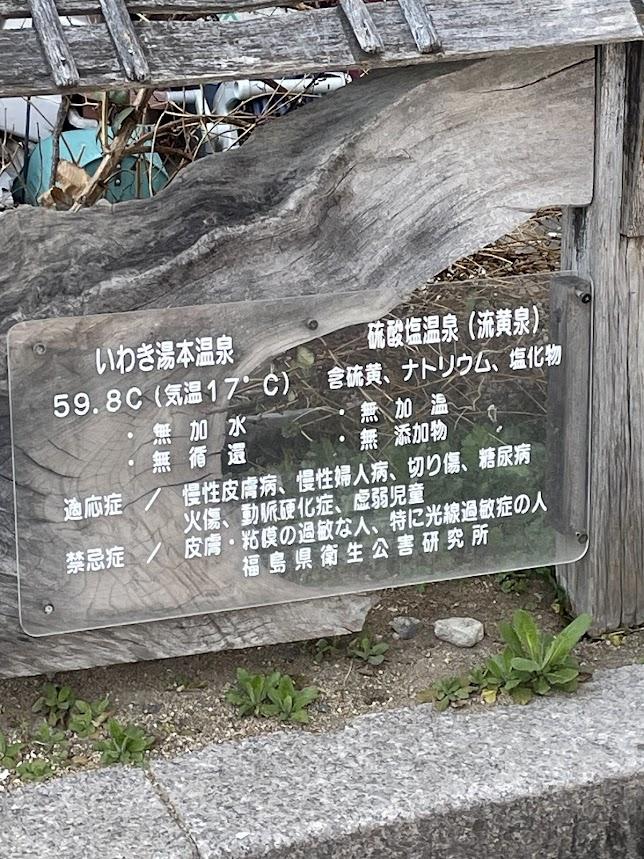 いわき湯本温泉 硫酸塩温泉（流黄泉）
59.8C（気温17°C） 含硫黄、ナトリウム、塩化物
・無加水 ・無加温
・無循還 ・無添加物
適応症／慢性皮膚病、慢性婦人病、切り傷、糖尿病
火傷、動脈硬化症、虚弱児童
禁忌症／皮膚・粘膜の過敏な人、特に光線過敏症の人
福島県衛生公害研究所